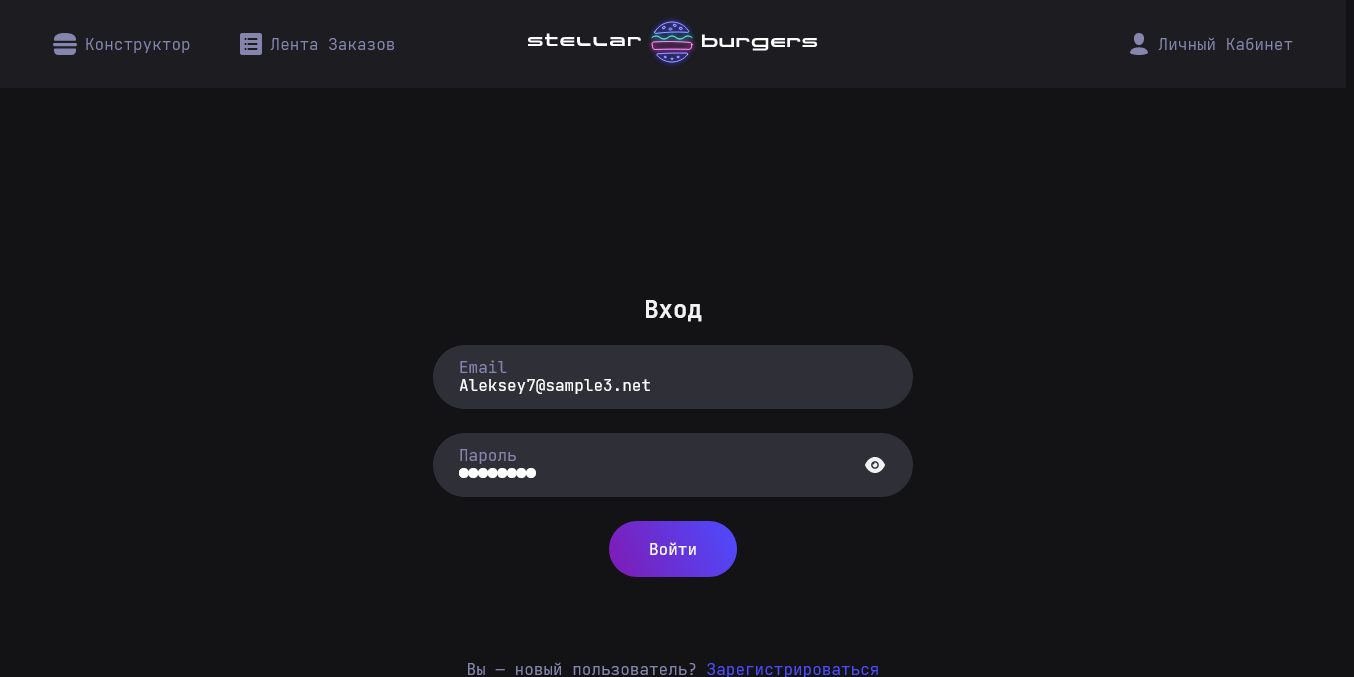 Конструктор
Лента Заказов
stellar burgers
Личный Кабинет
Вход
Email
Aleksey7@sample3.net
Пароль
Войти
Вы — новый пользователь? Зарегистрироваться